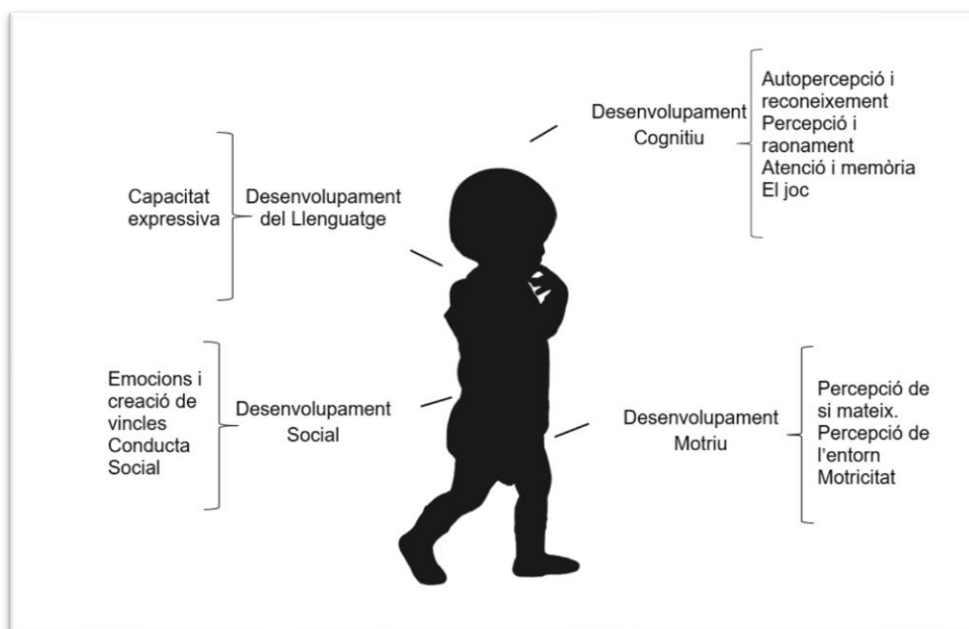 Desenvolupament
Cognitiu
Autopercepció i
reconeixement
Percepció i
raonament
Atenció i memòria
El joc
Capacitat
expressiva
Desenvolupament
del Llenguatge
Emocions i
creació de
vincles
Conducta
Social
Desenvolupament
Social
Desenvolupament
Motriu
Percepció de
si mateix.
Percepció de
l'entorn
Motricitat